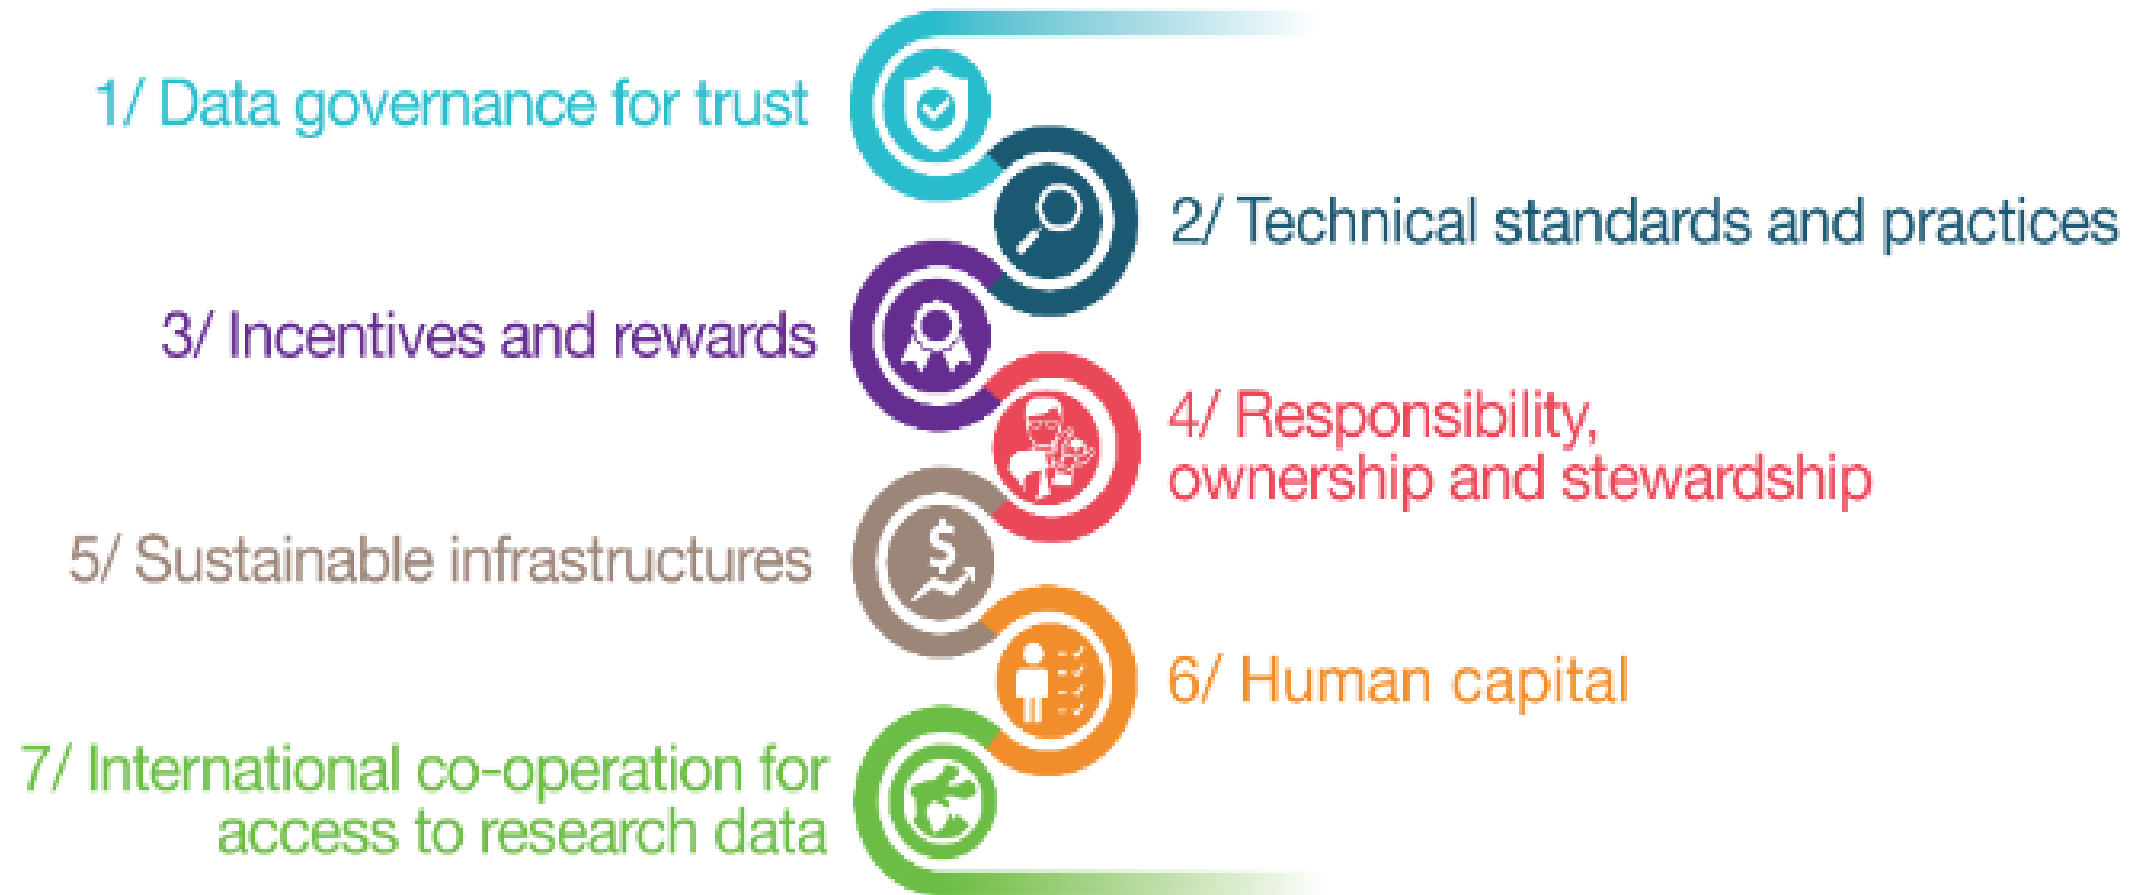 1/ Data governance for trust
2/ Technical standards and practices
3/ Incentives and rewards
4/ Responsibility,
ownership and stewardship
5/ Sustainable infrastructures
$
6/ Human capital
7/ International co-operation for
access to research data